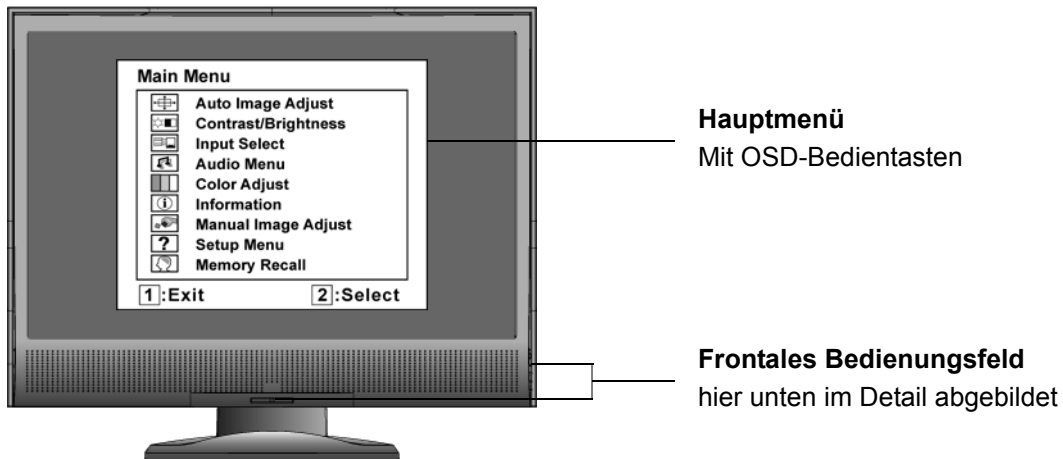 Main Menu
Auto Image Adjust
Contrast/Brightness
Input Select
Audio Menu
Color Adjust
Information
Manual Image Adjust
? Setup Menu
Memory Recall
1:Exit 2:Select
Hauptmenü
Mit OSD-Bedientasten
Frontales Bedienungsfeld
hier unten im Detail abgebildet